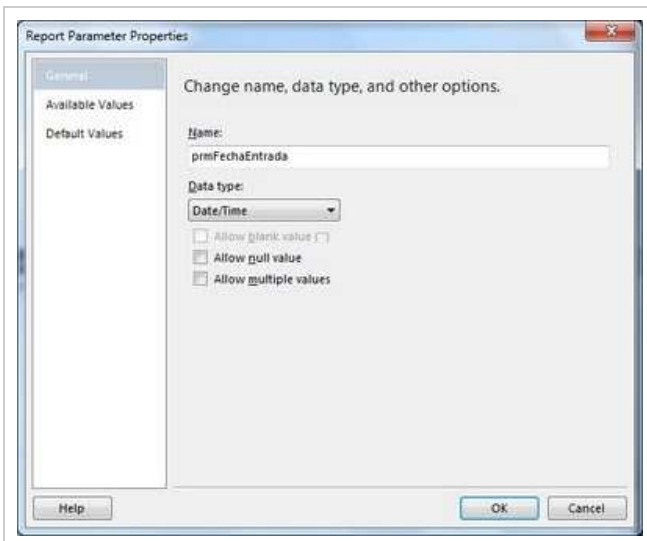 Report Parameter Properties
General
Available Values
Default Values
Change name, data type, and other options.
Name:
prmFechaEntrada
Data type:
Date/Time
Allow blank value ("")
Allow null value
Allow multiple values
Help
OK
Cancel